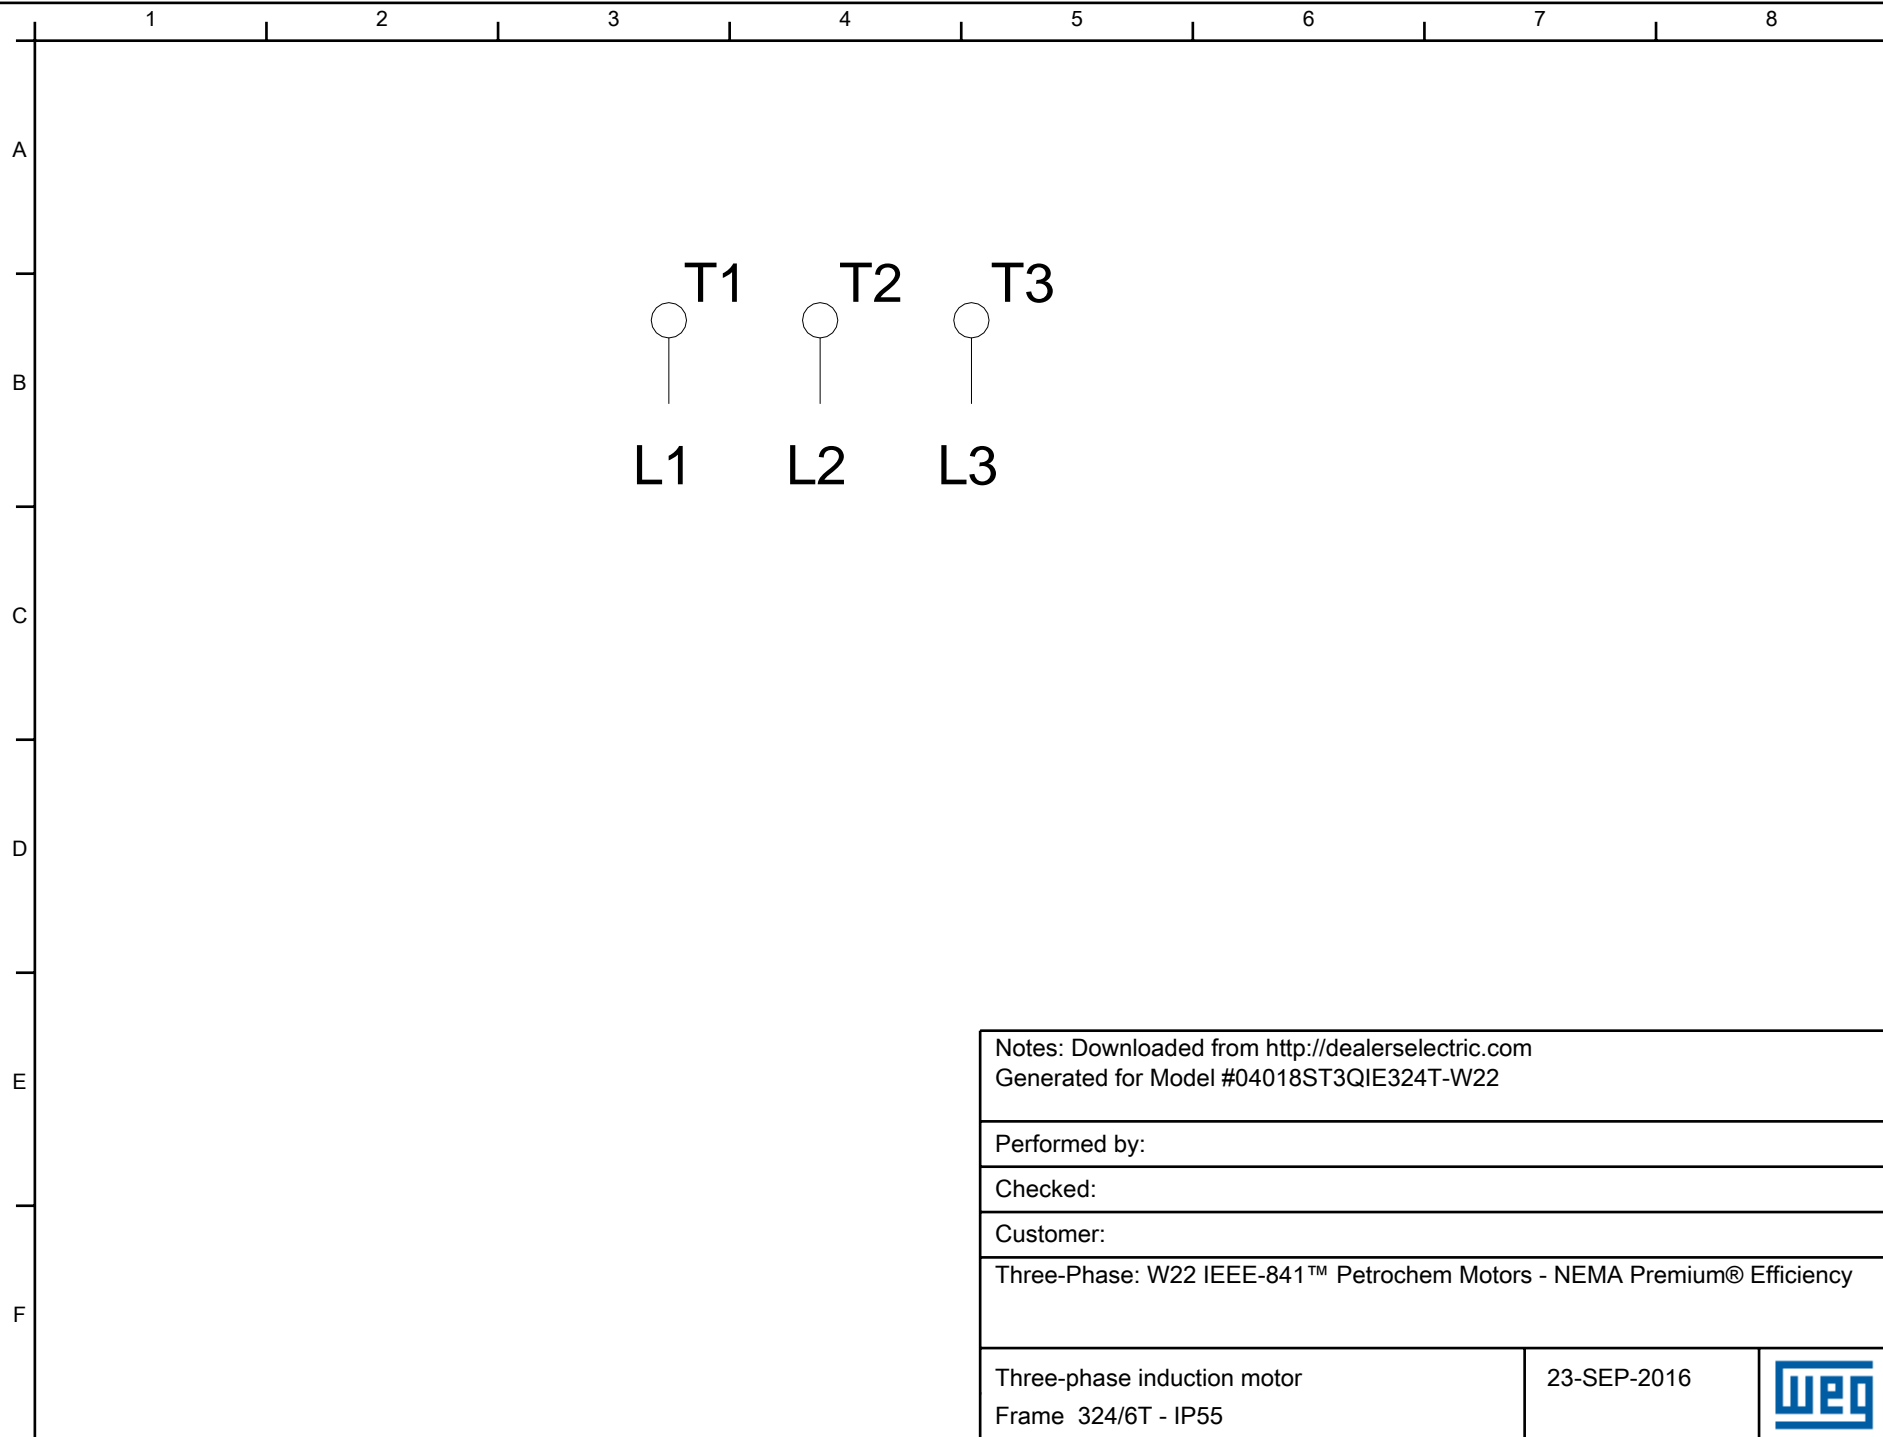 1 2 3 4 5 6 7 8
A
T1 T2 T3
B
L1 L2 L3
C
D
E
Notes: Downloaded from http://dealerselectric.com
Generated for Model #04018ST3QIE324T-W22
Performed by:
Checked:
Customer:
Three-Phase: W22 IEEE-841™ Petrochem Motors - NEMA Premium® Efficiency
F
Three-phase induction motor
Frame 324/6T - IP55
23-SEP-2016
weg